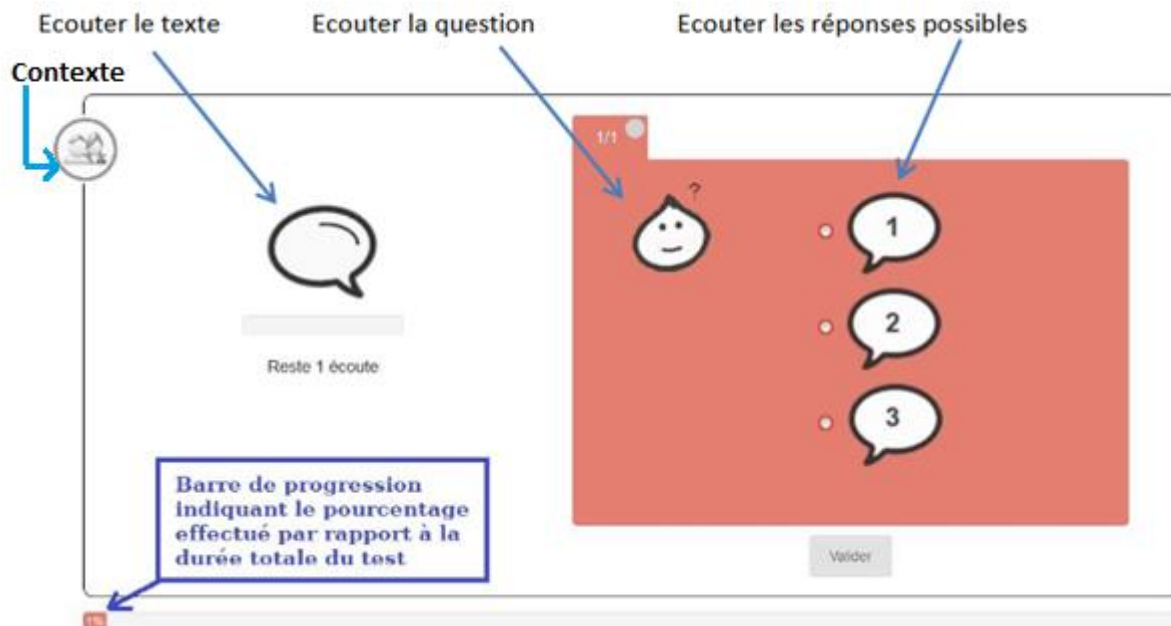 Ecouter le texte
Ecouter la question
Ecouter les réponses possibles
Contexte
1/1
?
1
2
3
Reste 1 écoute
Barre de progression
indiquant le pourcentage
effectué par rapport à la
durée totale du test
Valider
1%